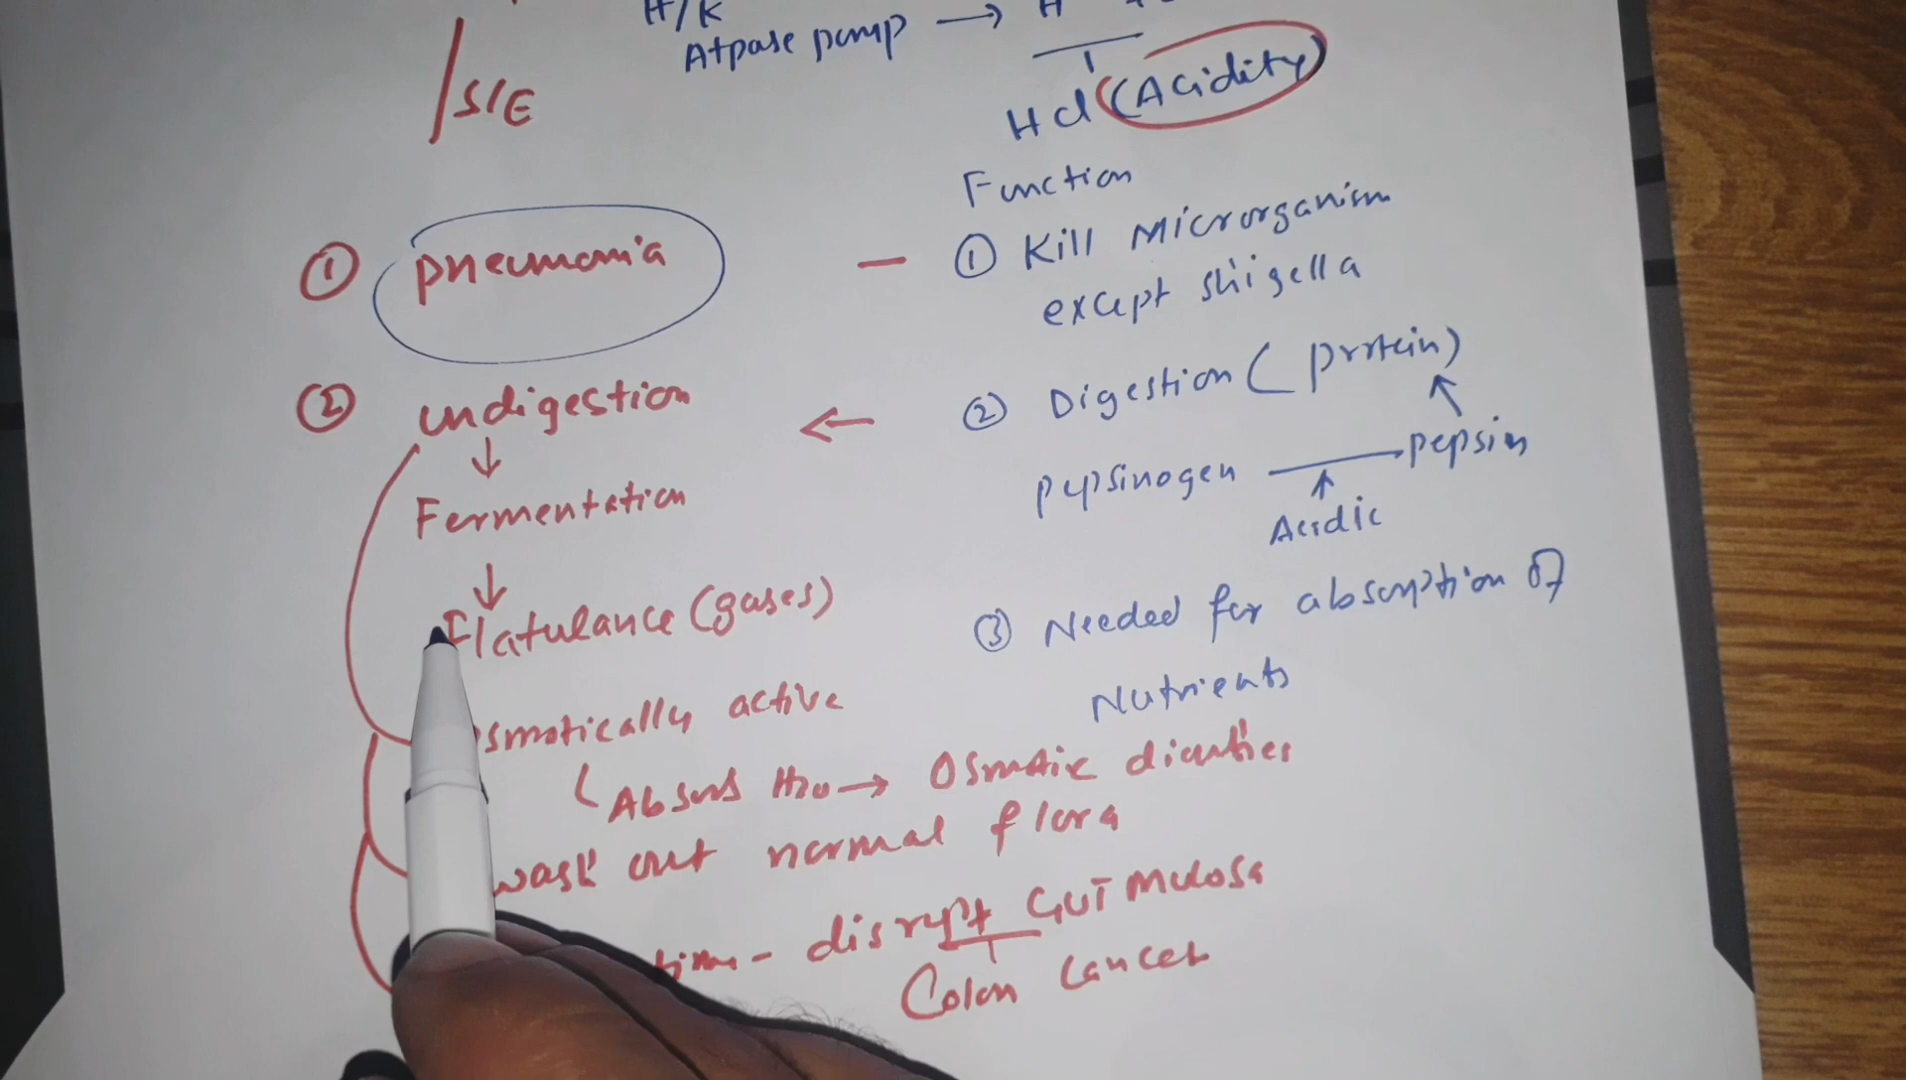 H/K
Atpase pump → H
HCl (Acidity)
/S/E
Function
① pneumonia — ① Kill Microrganism
except shigella
② undigestion ← ② Digestion (protein)
↓
pepsinogen → pepsin
Acidic
Fermentation
↓
Flatulance (gases)
③ Needed for absorption of
Nutrients
smotically active
Absorb H2o → Osmotic
wash out normal flora
- disrupt GUT Mucosa
Colon cancer